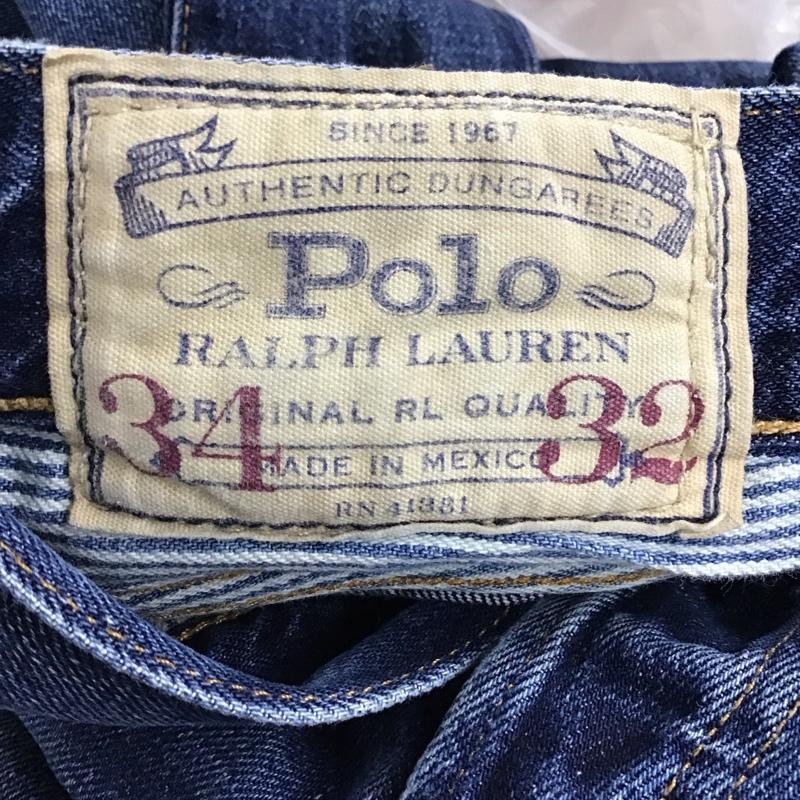 SINCE 1967
AUTHENTIC DUNGAREES
Polo
RALPH LAUREN
ORIGINAL RL QUALITY
34 32
MADE IN MEXICO
RN 41381